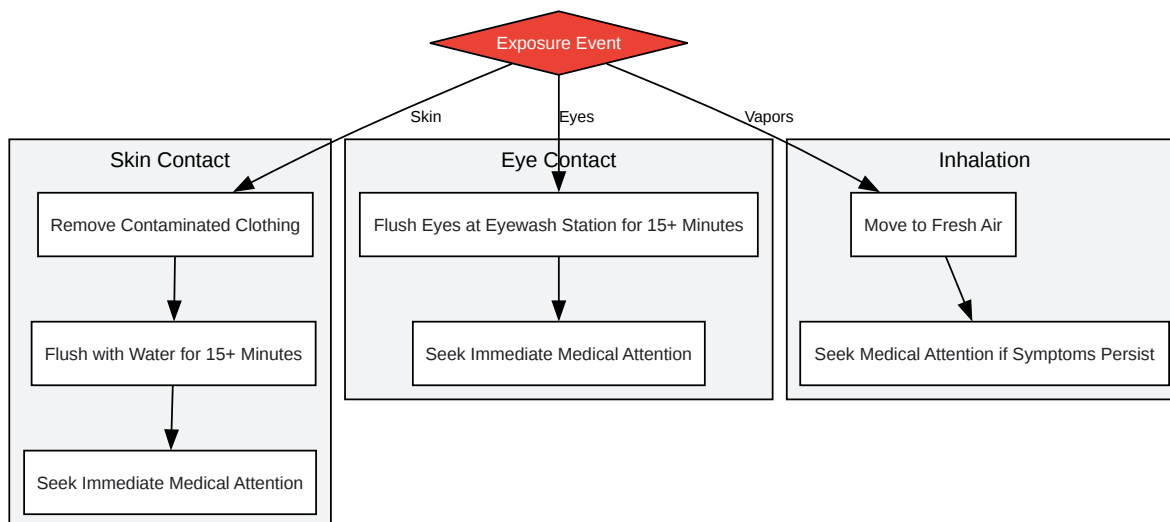 Exposure Event
Skin
Eyes
Vapors
Skin Contact
Remove Contaminated Clothing
Flush with Water for 15+ Minutes
Seek Immediate Medical Attention
Eye Contact
Flush Eyes at Eyewash Station for 15+ Minutes
Seek Immediate Medical Attention
Inhalation
Move to Fresh Air
Seek Medical Attention if Symptoms Persist